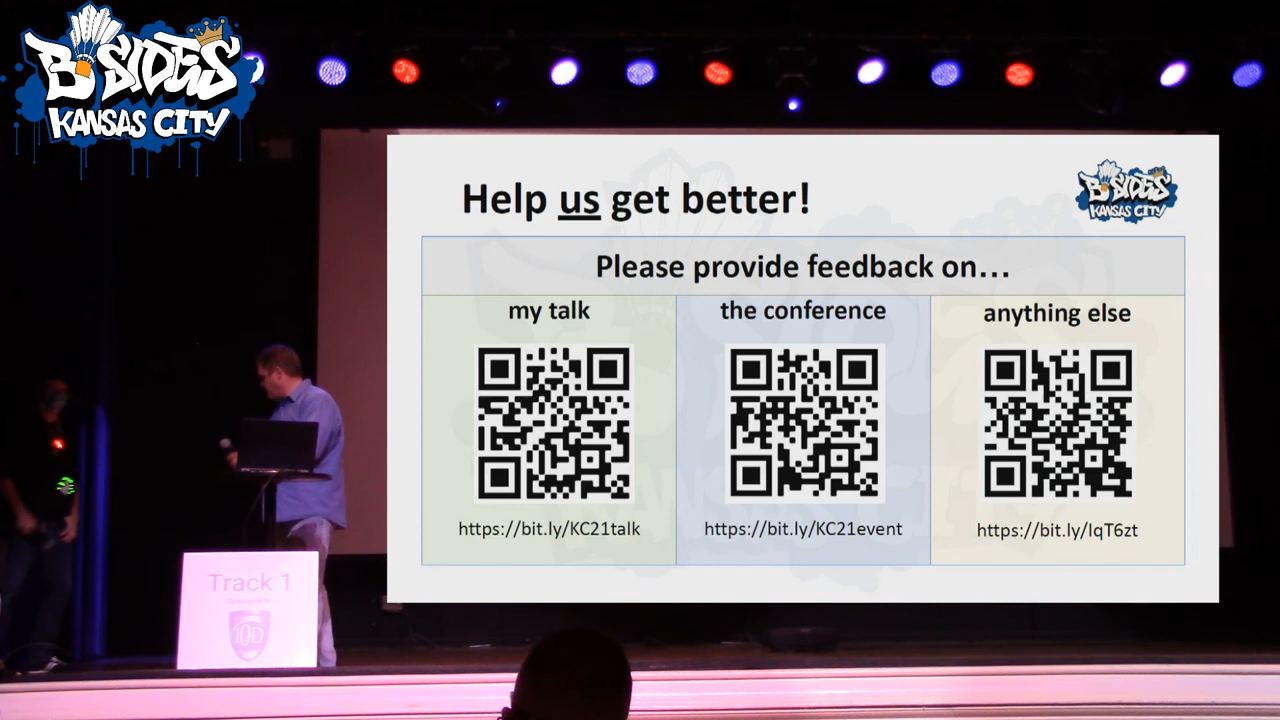 B•SIDES
KANSAS CITY
Help us get better!
B•SIDES
KANSAS CITY
Please provide feedback on...
my talk
the conference
anything else
https://bit.ly/KC21talk
https://bit.ly/KC21event
https://bit.ly/IqT6zt
Track 1